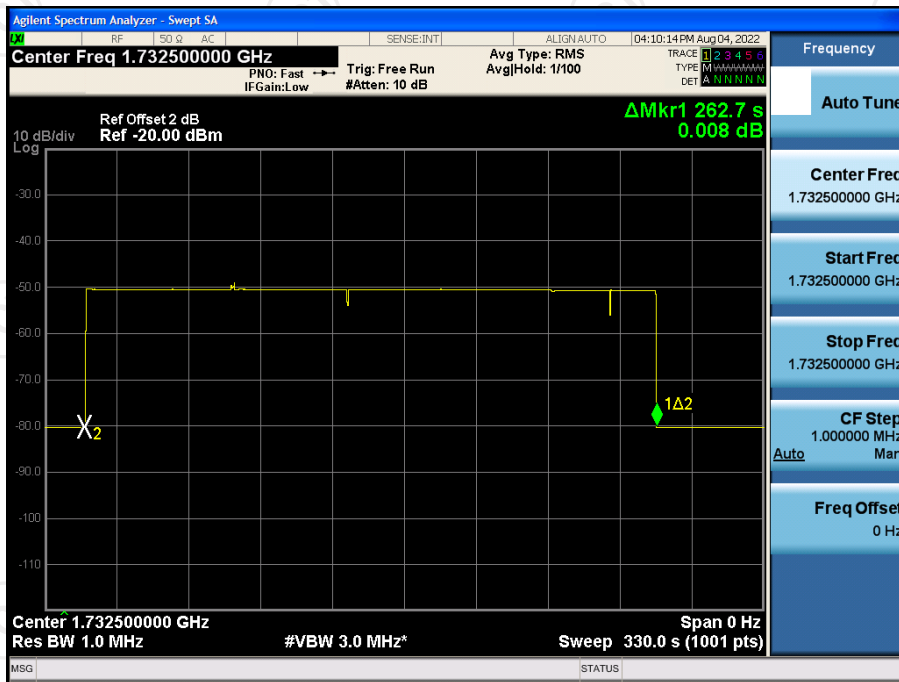 Agilent Spectrum Analyzer - Swept SA
LXI RF 50 Ω AC SENSE:INT ALIGN AUTO 04:10:14 PM Aug 04, 2022
Center Freq 1.732500000 GHz
PNO: Fast
IFGain:Low
Trig: Free Run
#Atten: 10 dB
Avg Type: RMS
Avg|Hold: 1/100
TRACE 1 2 3 4 5 6
TYPE M WWWWW
DET A N N N N N
ΔMkr1 262.7 s
0.008 dB
Ref Offset 2 dB
10 dB/div Ref -20.00 dBm
Log
-30.0
-40.0
-50.0
-60.0
-70.0
-80.0
-90.0
-100
-110
2
1Δ2
Center 1.732500000 GHz Span 0 Hz
Res BW 1.0 MHz #VBW 3.0 MHz* Sweep 330.0 s (1001 pts)
MSG STATUS
Frequency
Auto Tune
Center Freq
1.732500000 GHz
Start Freq
1.732500000 GHz
Stop Freq
1.732500000 GHz
CF Step
1.000000 MHz
Auto Man
Freq Offset
0 Hz